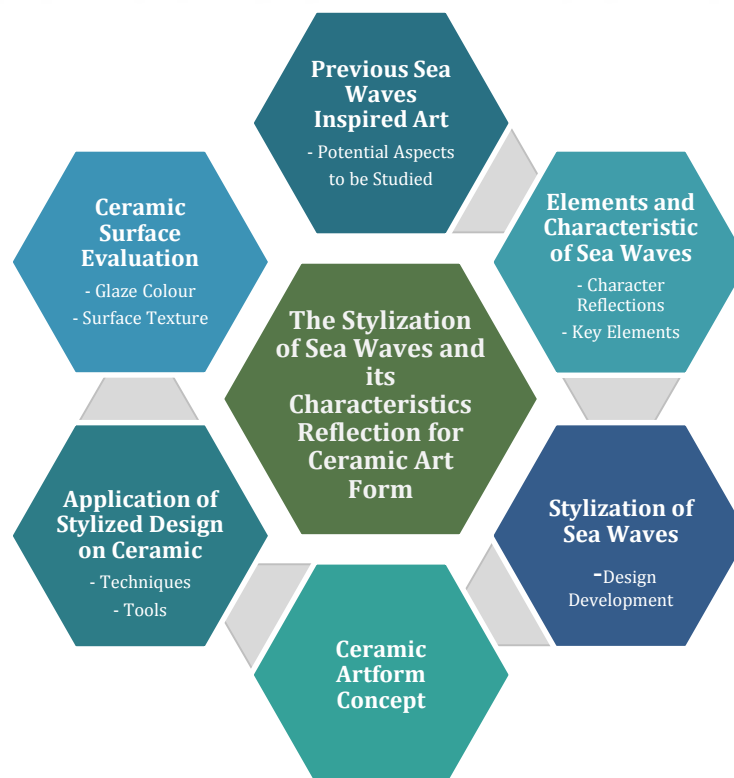 Previous Sea
Waves
Inspired Art
- Potential Aspects
to be Studied
Elements and
Characteristic
of Sea Waves
- Character
Reflections
- Key Elements
Stylization of
Sea Waves
-Design
Development
Ceramic
Artform
Concept
Application of
Stylized Design
on Ceramic
- Techniques
- Tools
Ceramic
Surface
Evaluation
- Glaze Colour
- Surface Texture
The Stylization
of Sea Waves and
its
Characteristics
Reflection for
Ceramic Art
Form